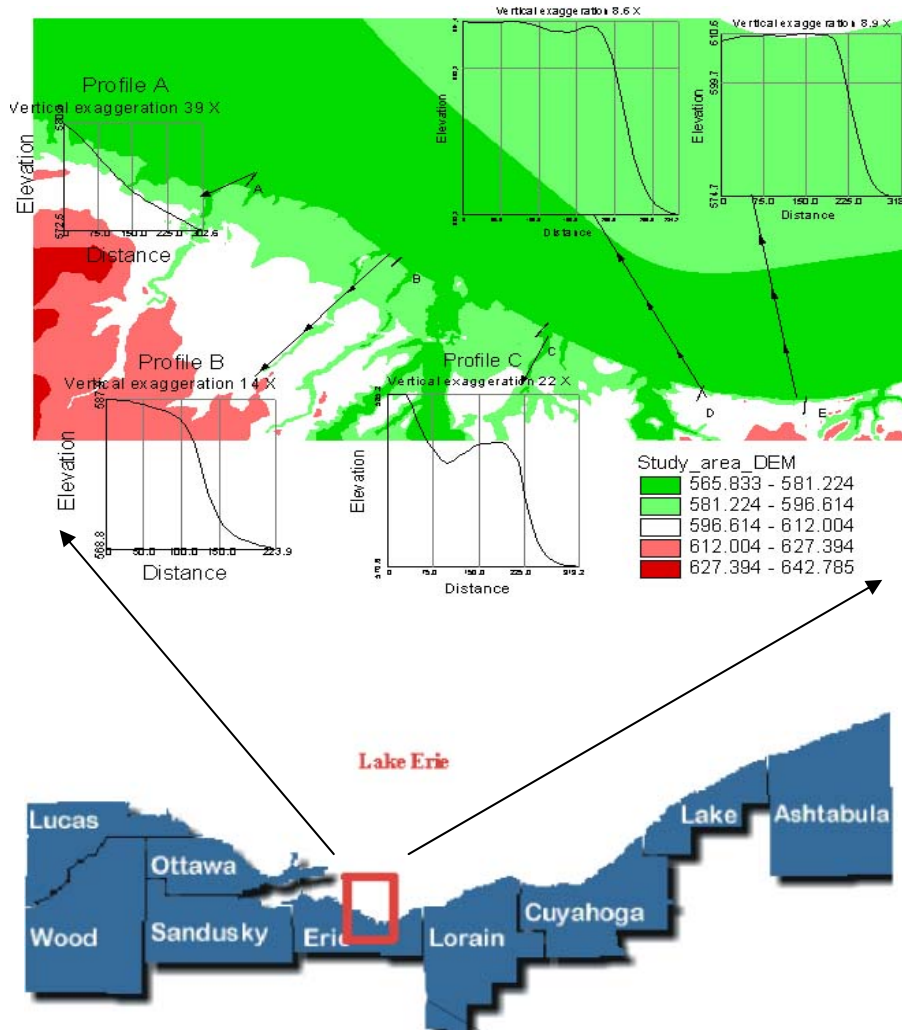 Vertical exaggeration 8.6 X
Vertical exaggeration 8.9 X
Elevation
Distance
610.6
599.7
574.7
Elevation
0 75.0 150.0 225.0
Distance
Profile A
Vertical exaggeration 39 X
Elevation
572.5
0 75.0 150.0 225.0 302.6
Distance
A
B
C
D
E
Profile B
Vertical exaggeration 14 X
Elevation
568.8
0 50.0 100.0 150.0 223.9
Distance
Profile C
Vertical exaggeration 22 X
Elevation
0 75.0 150.0 225.0 319.2
Distance
Study_area_DEM
565.833 - 581.224
581.224 - 596.614
596.614 - 612.004
612.004 - 627.394
627.394 - 642.785
Lake Erie
Lucas
Ottawa
Wood
Sandusky
Erie
Lorain
Cuyahoga
Lake
Ashtabula